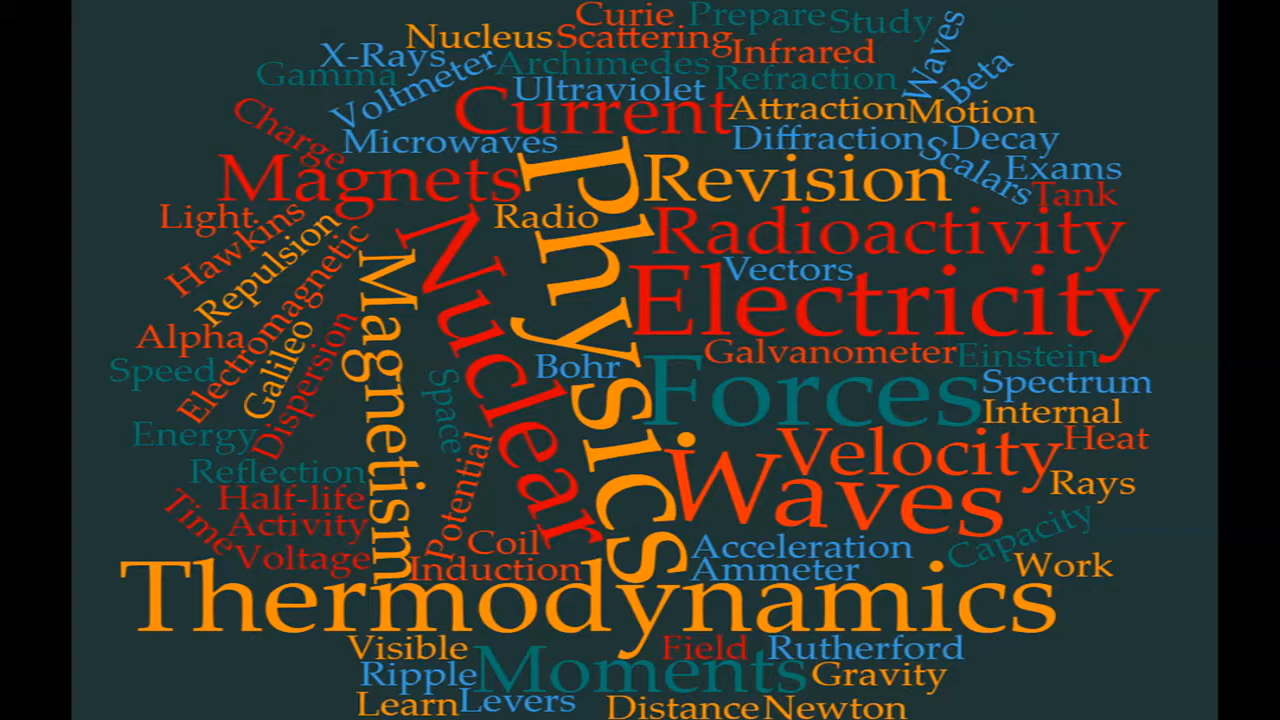 Curie
Prepare
Study
Nucleus
Scattering
Infrared
Waves
X-Rays
Archimedes
Gamma
Voltmeter
Refraction
Beta
Ultraviolet
Current
Attraction
Motion
Charge
Microwaves
Diffraction
Decay
Scalars
Exams
Magnets
Physics
Revision
Tank
Light
Hawkins
Repulsion
Radio
Radioactivity
Electromagnetic
Nuclear
Vectors
Electricity
Magnetism
Alpha
Galileo
Dispersion
Galvanometer
Einstein
Speed
Space
Bohr
Forces
Spectrum
Internal
Energy
Velocity
Heat
Reflection
Potential
Waves
Rays
Half-life
Time
Activity
Capacity
Voltage
Coil
Acceleration
Induction
Ammeter
Work
Thermodynamics
Visible
Field
Rutherford
Ripple
Moments
Gravity
Learn
Levers
Distance
Newton